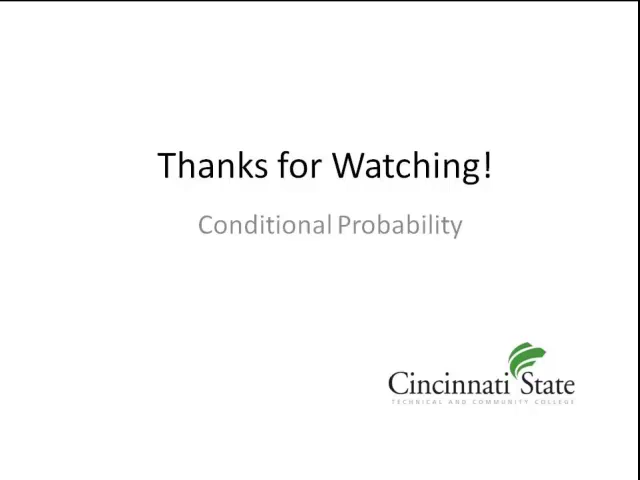 Thanks for Watching!
Conditional Probability
Cincinnati State
TECHNICAL AND COMMUNITY COLLEGE